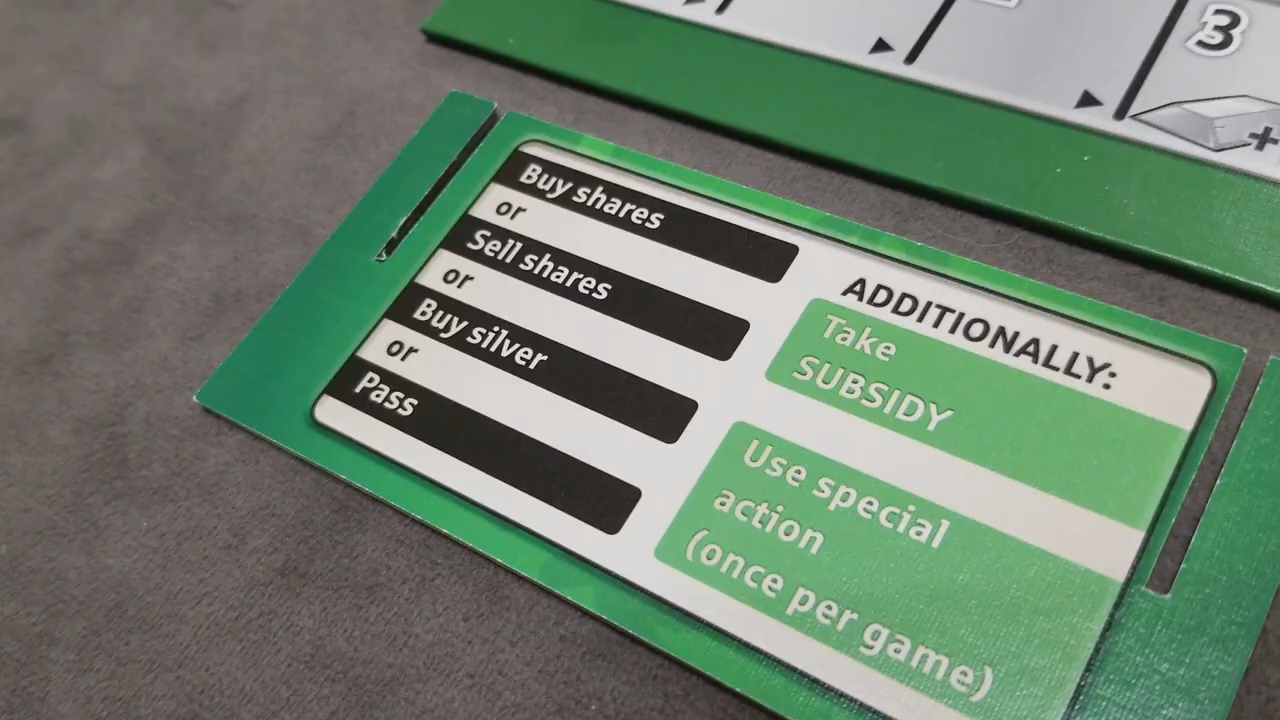 3
+
Buy shares
or
Sell shares
or
Buy silver
or
Pass
ADDITIONALLY:
Take
SUBSIDY
Use special
action
(once per game)